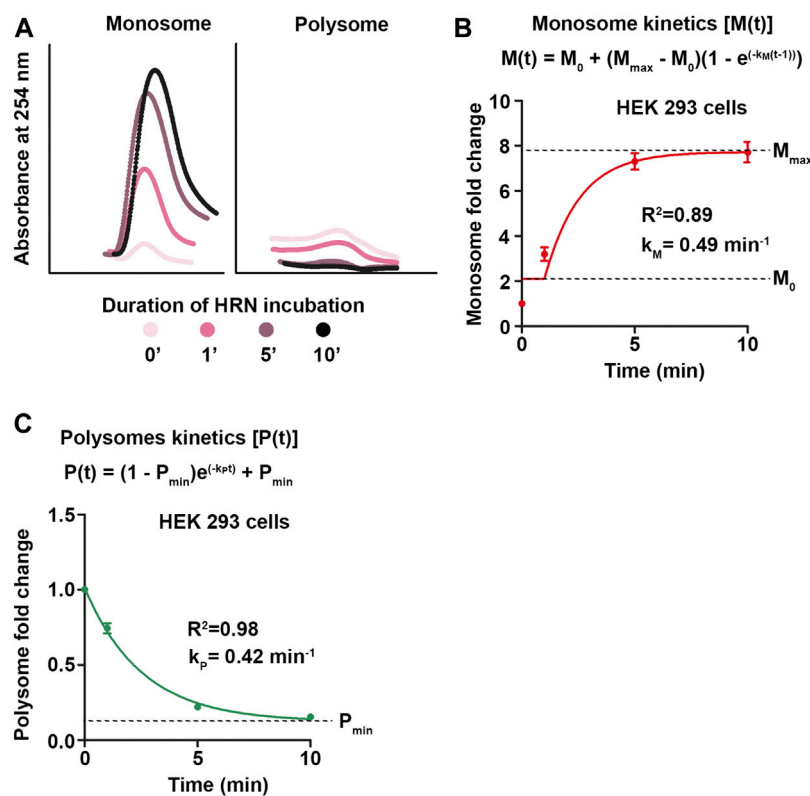 A
Monosome
Polysome
Absorbance at 254 nm
Duration of HRN incubation
0’ 1’ 5’ 10’
B
Monosome kinetics [M(t)]
M(t) = M0 + (Mmax - M0)(1 - e(-kM(t-1)))
HEK 293 cells
Monosome fold change
10
8
6
4
2
0
Mmax
R2=0.89
kM= 0.49 min-1
M0
0 5 10
Time (min)
C
Polysomes kinetics [P(t)]
P(t) = (1 - Pmin)e(-kPt) + Pmin
HEK 293 cells
Polysome fold change
1.5
1.0
0.5
0.0
R2=0.98
kP= 0.42 min-1
Pmin
0 5 10
Time (min)